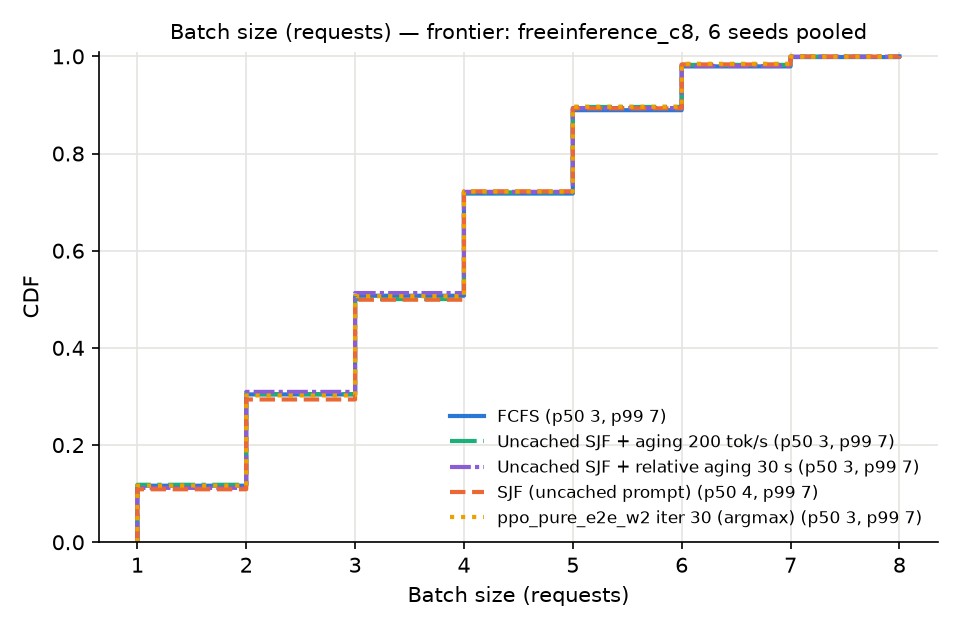 Batch size (requests) — frontier: freeinference_c8, 6 seeds pooled
1.0
0.8
0.6
0.4
0.2
0.0
CDF
FCFS (p50 3, p99 7)
Uncached SJF + aging 200 tok/s (p50 3, p99 7)
Uncached SJF + relative aging 30 s (p50 3, p99 7)
SJF (uncached prompt) (p50 4, p99 7)
ppo_pure_e2e_w2 iter 30 (argmax) (p50 3, p99 7)
1 2 3 4 5 6 7 8
Batch size (requests)